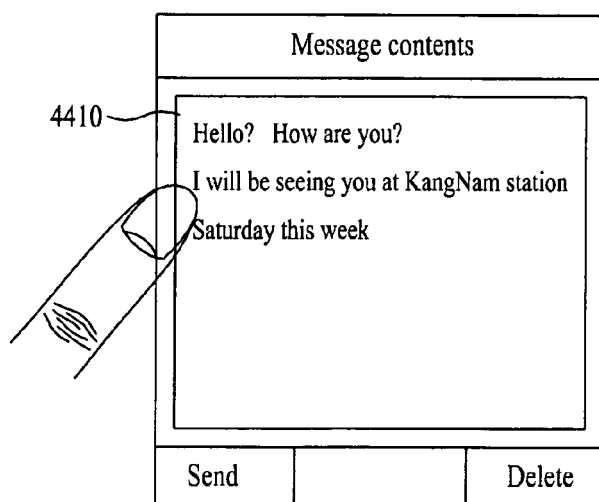 Message contents
4410
Hello? How are you?
I will be seeing you at KangNam station
Saturday this week
Send
Delete